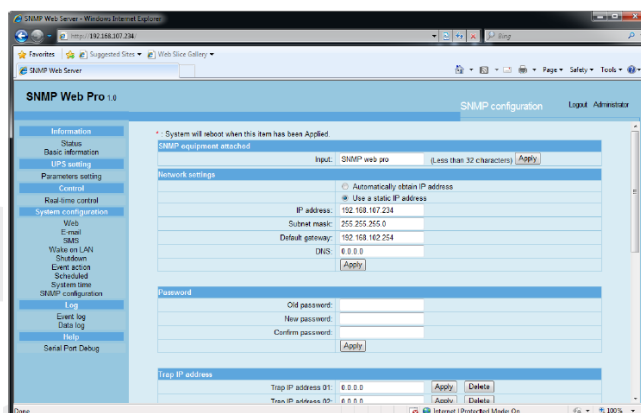 SNMP Web Server - Windows Internet Explorer
http://192.168.107.234/
Bing
Favorites Suggested Sites Web Slice Gallery
SNMP Web Server
Page Safety Tools
SNMP Web Pro 1.0
SNMP configuration Logout Administrator
Information
Status
Basic information
UPS setting
Parameters setting
Control
Real-time control
System configuration
Web
E-mail
SMS
Wake on LAN
Shutdown
Event action
Scheduled
System time
SNMP configuration
Log
Event log
Data log
Help
Serial Port Debug
* : System will reboot when this item has been Applied.
SNMP equipment attached
Input: SNMP web pro (Less than 32 characters) Apply
Network settings
Automatically obtain IP address
Use a static IP address
IP address: 192.168.107.234
Subnet mask: 255.255.255.0
Default gateway: 192.168.102.254
DNS: 0.0.0.0
Apply
Password
Old password:
New password:
Confirm password:
Apply
Trap IP address
Trap IP address 01: 0.0.0.0 Apply Delete
Trap IP address 02: 0.0.0.0 Apply Delete
Done Internet | Protected Mode: On 100%